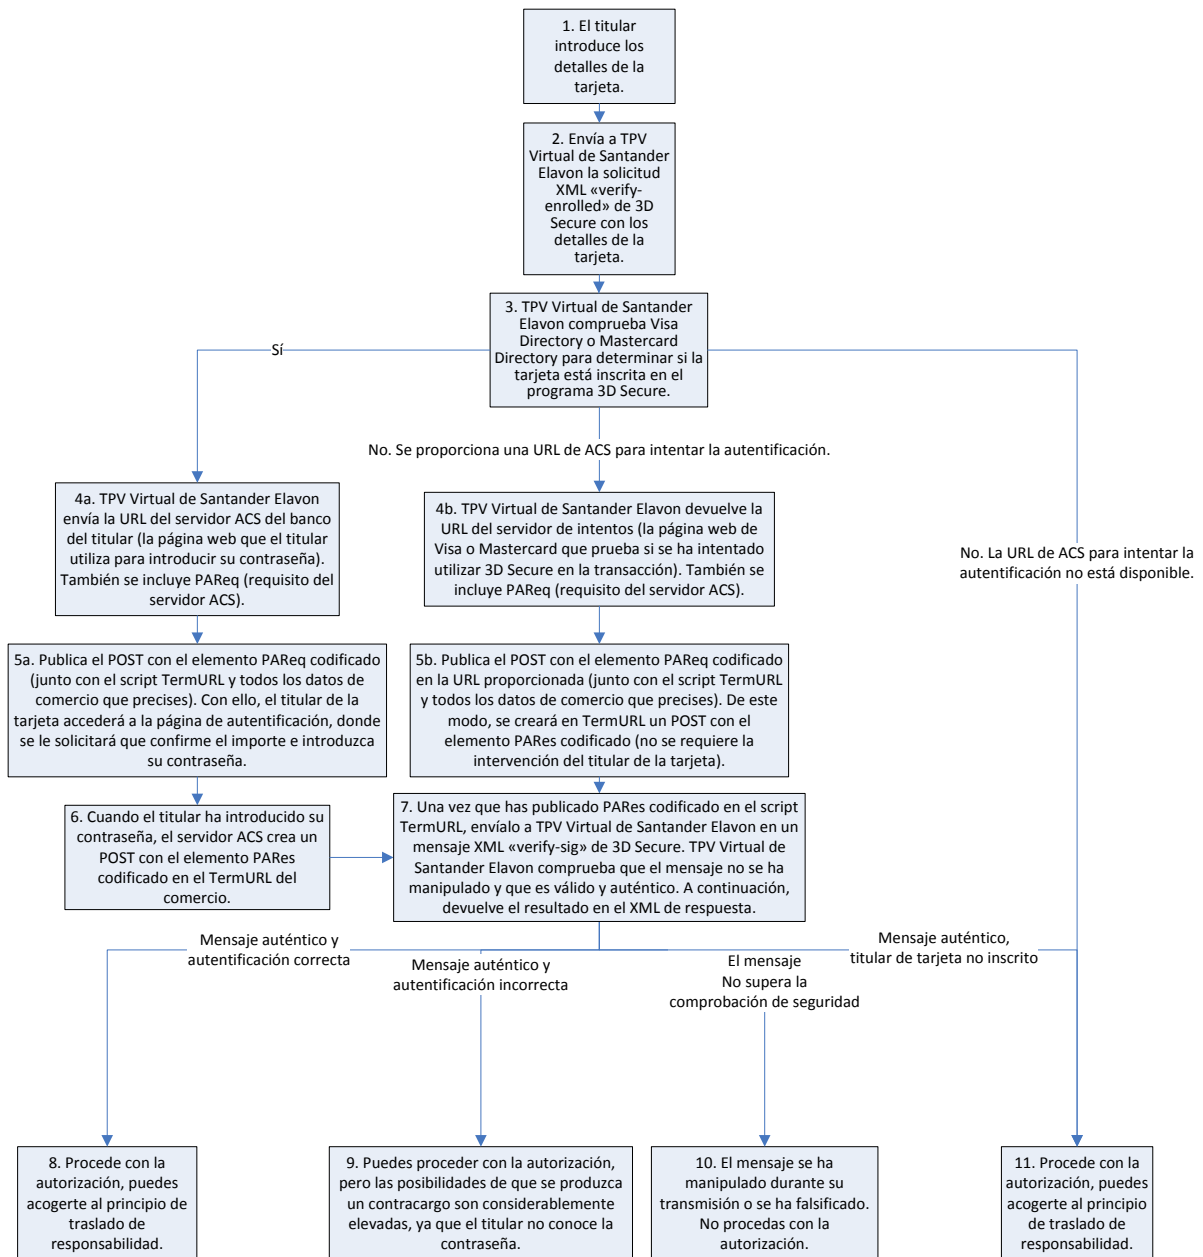 1. El titular
introduce los
detalles de la
tarjeta.
2. Envía a TPV
Virtual de Santander
Elavon la solicitud
XML «verify-
enrolled» de 3D
Secure con los
detalles de la
tarjeta.
3. TPV Virtual de Santander
Elavon comprueba Visa
Directory o Mastercard
Directory para determinar si la
tarjeta está inscrita en el
programa 3D Secure.
Sí
No. Se proporciona una URL de ACS para intentar la autentificación.
No. La URL de ACS para intentar la
autentificación no está disponible.
4a. TPV Virtual de Santander Elavon
envía la URL del servidor ACS del banco
del titular (la página web que el titular
utiliza para introducir su contraseña).
También se incluye PAReq (requisito del
servidor ACS).
4b. TPV Virtual de Santander Elavon devuelve la
URL del servidor de intentos (la página web de
Visa o Mastercard que prueba si se ha intentado
utilizar 3D Secure en la transacción). También se
incluye PAReq (requisito del servidor ACS).
5a. Publica el POST con el elemento PAReq codificado
(junto con el script TermURL y todos los datos de
comercio que precises). Con ello, el titular de la
tarjeta accederá a la página de autentificación, donde
se le solicitará que confirme el importe e introduzca
su contraseña.
5b. Publica el POST con el elemento PAReq codificado
en la URL proporcionada (junto con el script TermURL
y todos los datos de comercio que precises). De este
modo, se creará en TermURL un POST con el
elemento PARes codificado (no se requiere la
intervención del titular de la tarjeta).
6. Cuando el titular ha introducido su
contraseña, el servidor ACS crea un
POST con el elemento PARes
codificado en el TermURL del
comercio.
7. Una vez que has publicado PARes codificado en el script
TermURL, envíalo a TPV Virtual de Santander Elavon en un
mensaje XML «verify-sig» de 3D Secure. TPV Virtual de
Santander Elavon comprueba que el mensaje no se ha
manipulado y que es válido y auténtico. A continuación,
devuelve el resultado en el XML de respuesta.
Mensaje auténtico y
autentificación correcta
Mensaje auténtico y
autentificación incorrecta
El mensaje
No supera la
comprobación de seguridad
Mensaje auténtico,
titular de tarjeta no inscrito
8. Procede con la
autorización, puedes
acogerte al principio de
traslado de
responsabilidad.
9. Puedes proceder con la autorización,
pero las posibilidades de que se produzca
un contracargo son considerablemente
elevadas, ya que el titular no conoce la
contraseña.
10. El mensaje se ha
manipulado durante su
transmisión o se ha falsificado.
No procedas con la
autorización.
11. Procede con la
autorización, puedes
acogerte al principio
de traslado de
responsabilidad.